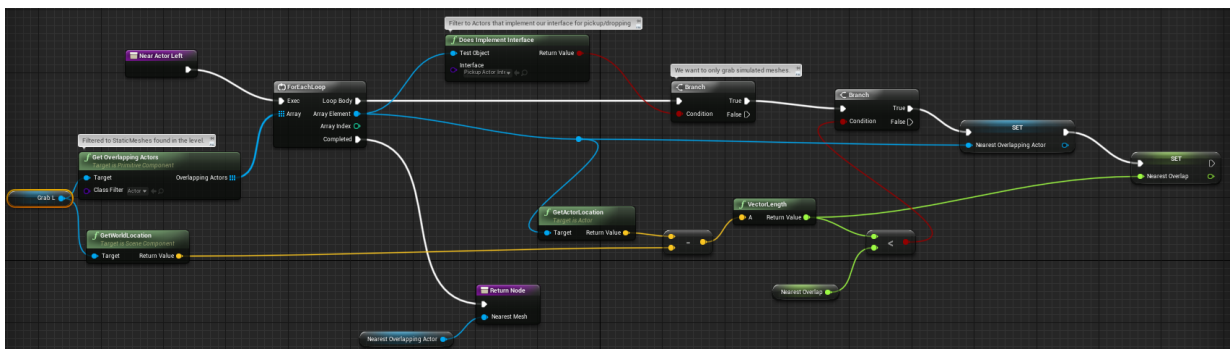 Filter to Actors that implement our interface for pickup/dropping
Near Actor Left
f Does Implement Interface
Test Object
Return Value
Interface
Pickup Actor Inte
We want to only grab simulated meshes.
ForEachLoop
Exec
Loop Body
Array
Array Element
Array Index
Completed
Branch
True
Condition
False
Branch
True
Condition
False
SET
Nearest Overlapping Actor
SET
Nearest Overlap
Filtered to StaticMeshes found in the level.
f Get Overlapping Actors
Target is Primitive Component
Target
Overlapping Actors
Class Filter
Actor
Grab L
f GetWorldLocation
Target is Scene Component
Target
Return Value
f GetActorLocation
Target is Actor
Target
Return Value
-
f VectorLength
A
Return Value
<
Nearest Overlap
Return Node
Nearest Mesh
Nearest Overlapping Actor